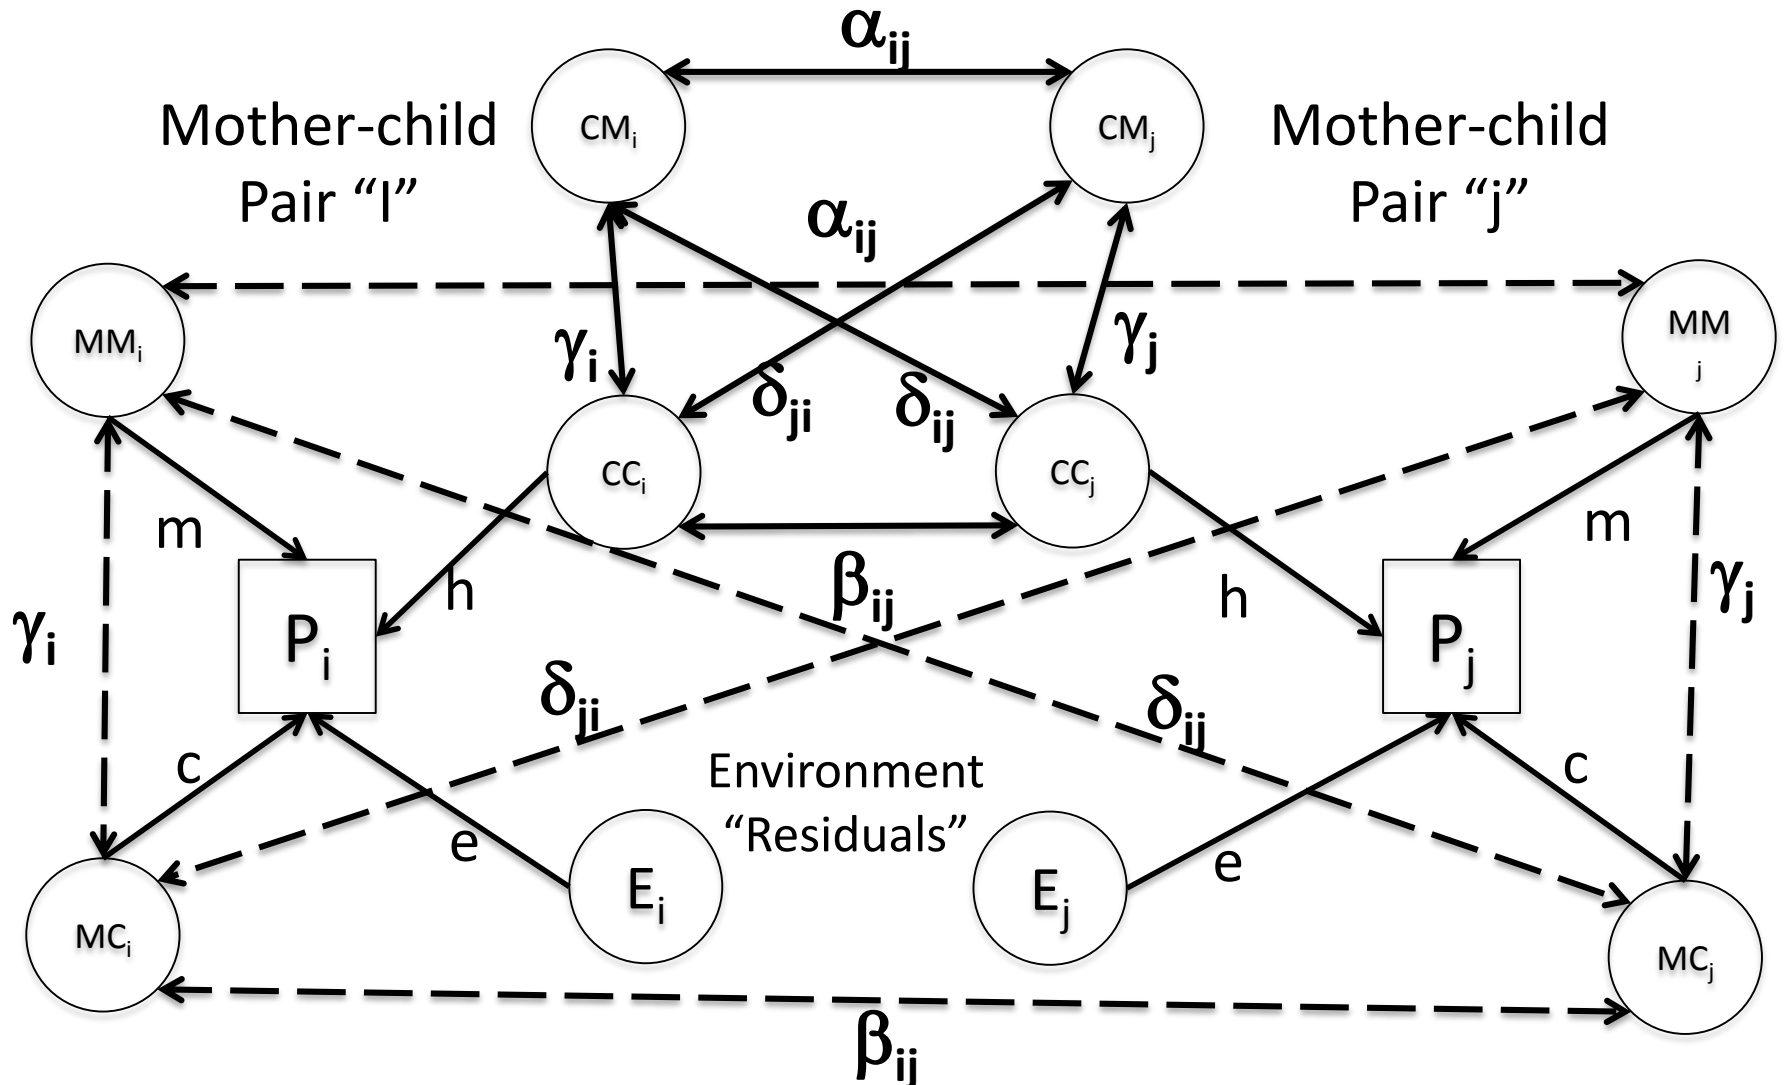 αij
CMi
CMj
Mother-child
Pair “I”
Mother-child
Pair “j”
αij
MMi
MM
j
γi
γj
δji
δij
CCi
CCj
m
m
h
h
βij
γi
γj
Pi
Pj
δji
δij
c
c
Environment
“Residuals”
e
e
Ei
Ej
MCi
MCj
βij